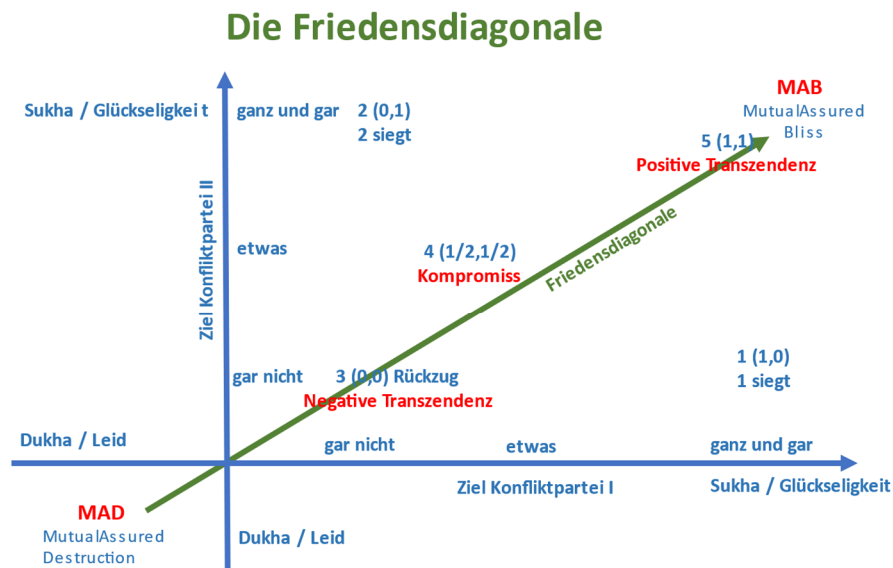 Die Friedensdiagonale
MAB
MutualAssured
Bliss
Sukha / Glückseligkei t
ganz und gar
2 (0,1)
2 siegt
5 (1,1)
Positive Transzendenz
Ziel Konfliktpartei II
etwas
4 (1/2,1/2)
Kompromiss
Friedensdiagonale
1 (1,0)
1 siegt
gar nicht
3 (0,0) Rückzug
Negative Transzendenz
Dukha / Leid
gar nicht
etwas
ganz und gar
Ziel Konfliktpartei I
Sukha / Glückseligkeit
MAD
MutualAssured
Destruction
Dukha / Leid